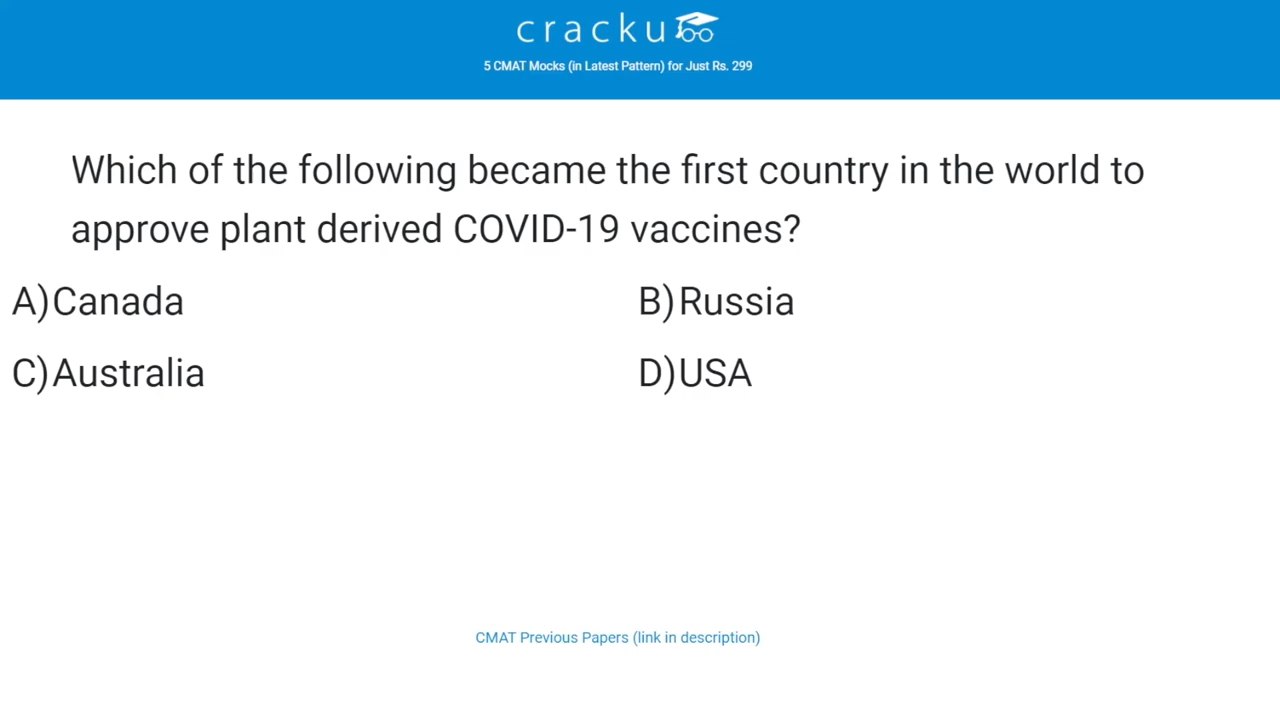 cracku
5 CMAT Mocks (in Latest Pattern) for Just Rs. 299
Which of the following became the first country in the world to
approve plant derived COVID-19 vaccines?
A)Canada
B)Russia
C)Australia
D)USA
CMAT Previous Papers (link in description)